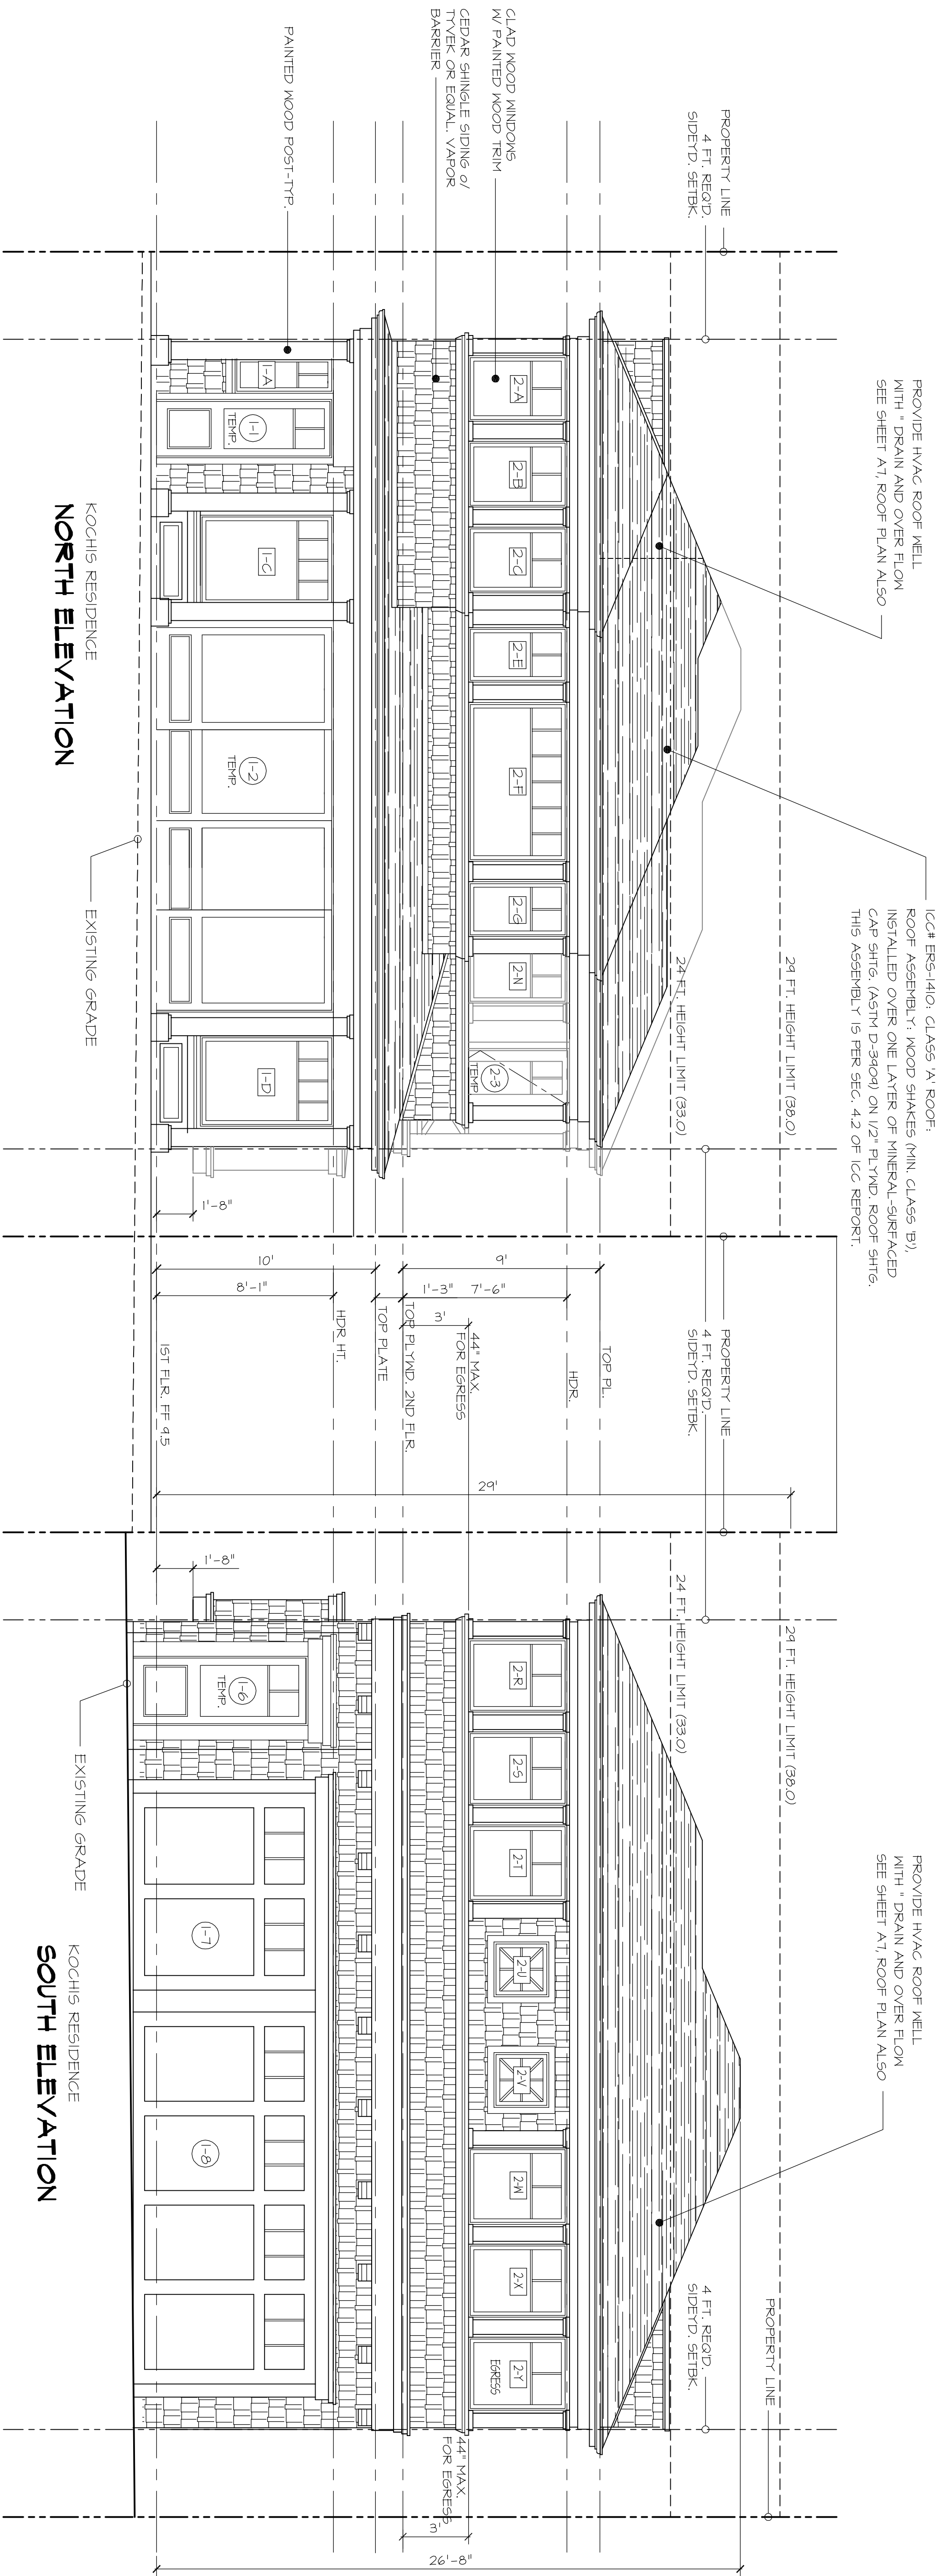 PROPERTY LINE
4 FT. REQ'D.
SIDEYD. SETBK.
CLAD WOOD WINDOWS
W/ PAINTED WOOD TRIM
CEDAR SHINGLE SIDING o/
TYVEK OR EQUAL. VAPOR
BARRIER
PAINTED WOOD POST-TYP.
PROVIDE HVAC ROOF WELL
WITH " DRAIN AND OVER FLOW
SEE SHEET A7, ROOF PLAN ALSO
ICC# ERS-1410: CLASS 'A' ROOF:
ROOF ASSEMBLY: WOOD SHAKES (MIN. CLASS 'B'),
INSTALLED OVER ONE LAYER OF MINERAL-SURFACED
CAP SHTG. (ASTM D-3909) ON 1/2" PLYWD. ROOF SHTG.
THIS ASSEMBLY IS PER SEC. 4.2 OF ICC REPORT.
29 FT. HEIGHT LIMIT (38.0)
24 FT. HEIGHT LIMIT (33.0)
2-A
2-B
2-C
2-E
2-F
2-G
2-N
2-3
TEMP
1-A
1-1
TEMP.
1-C
1-2
TEMP.
1-D
1'-8"
EXISTING GRADE
KOCHIS RESIDENCE
NORTH ELEVATION
PROPERTY LINE
4 FT. REQ'D.
SIDEYD. SETBK.
TOP PL.
HDR.
44" MAX.
FOR EGRESS
TOP PLYWD. 2ND FLR.
TOP PLATE
HDR HT.
1ST FLR. FF 9.5
9'
7'-6"
1'-3"
3'
10'
8'-1"
29'
PROVIDE HVAC ROOF WELL
WITH " DRAIN AND OVER FLOW
SEE SHEET A7, ROOF PLAN ALSO
29 FT. HEIGHT LIMIT (38.0)
24 FT. HEIGHT LIMIT (33.0)
PROPERTY LINE
4 FT. REQ'D.
SIDEYD. SETBK.
2-R
2-S
2-T
2-U
2-V
2-W
2-X
2-Y
EGRESS
44" MAX.
FOR EGRESS
3'
26'-8"
1'-8"
1-6
TEMP.
1-7
1-8
EXISTING GRADE
KOCHIS RESIDENCE
SOUTH ELEVATION